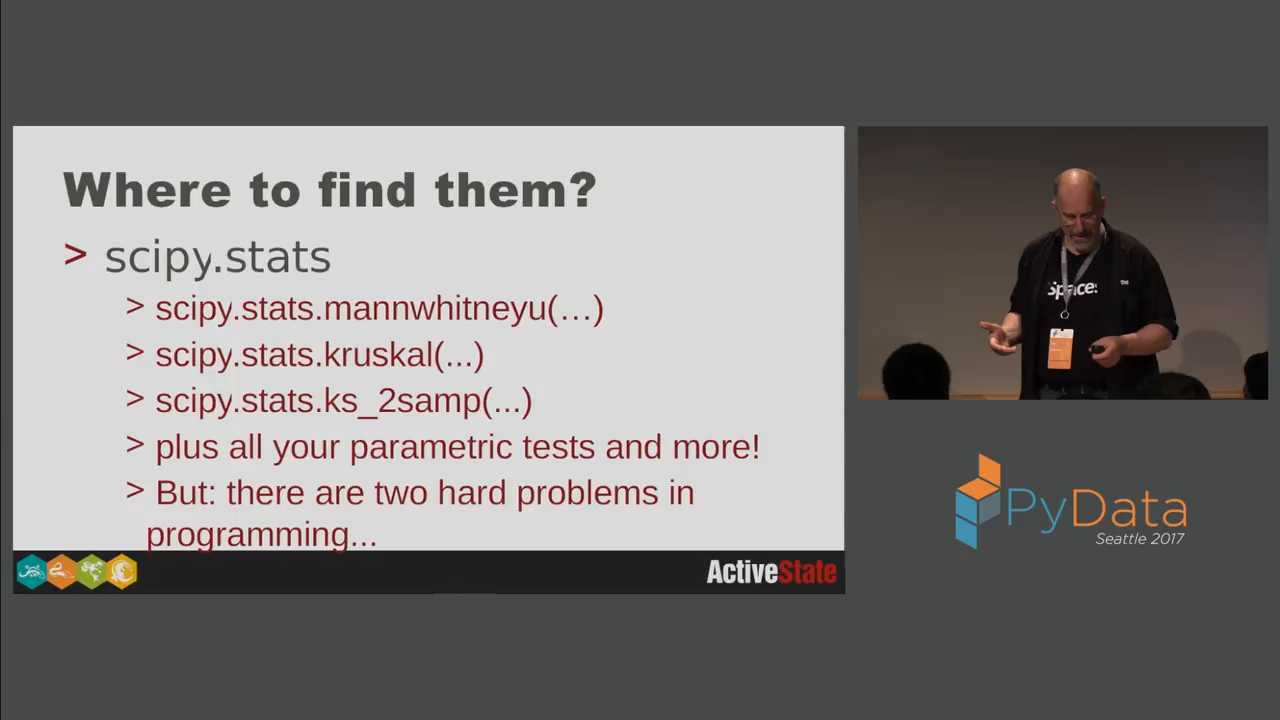 Where to find them?
> scipy.stats
> scipy.stats.mannwhitneyu(…)
> scipy.stats.kruskal(...)
> scipy.stats.ks_2samp(...)
> plus all your parametric tests and more!
> But: there are two hard problems in
programming...
ActiveState
Spaces
PyData
Seattle 2017